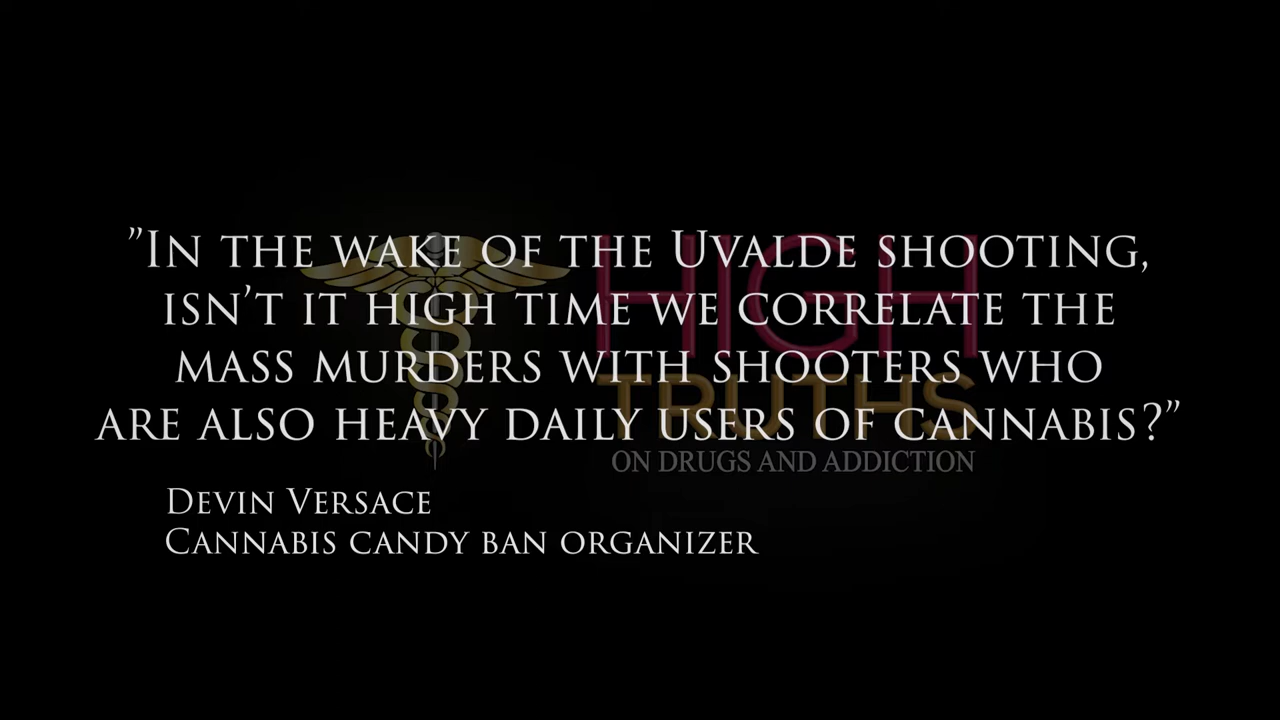 "In the wake of the Uvalde shooting,
isn't it high time we correlate the
mass murders with shooters who
are also heavy daily users of cannabis?"
Devin Versace
Cannabis candy ban organizer
HIGH
TRUTHS
ON DRUGS AND ADDICTION